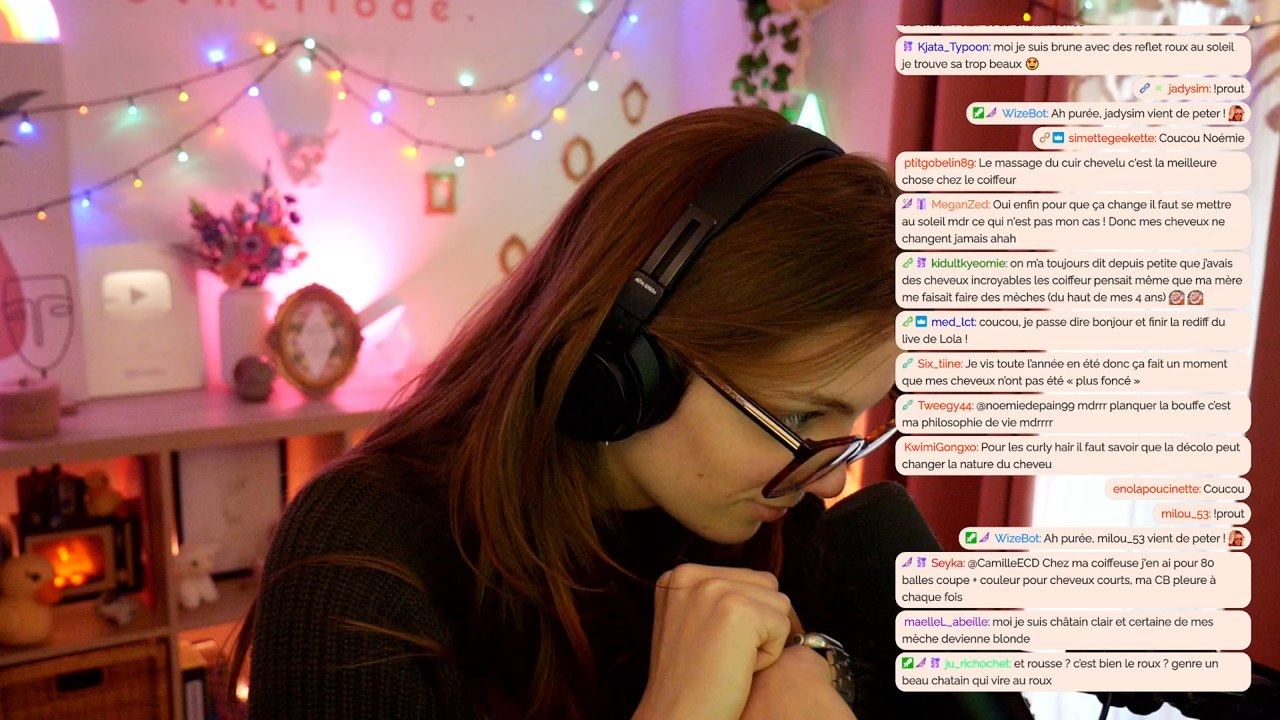 thériode.
Kjata_Typoon: moi je suis brune avec des reflet roux au soleil
je trouve sa trop beaux
jadysim: !prout
WizeBot: Ah purée, jadysim vient de peter !
simettegeekette: Coucou Noémie
ptitgobelin89: Le massage du cuir chevelu c'est la meilleure
chose chez le coiffeur
MeganZed: Oui enfin pour que ça change il faut se mettre
au soleil mdr ce qui n'est pas mon cas ! Donc mes cheveux ne
changent jamais ahah
kidultkyeomie: on m'a toujours dit depuis petite que j'avais
des cheveux incroyables les coiffeur pensait même que ma mère
me faisait faire des mèches (du haut de mes 4 ans)
med_lct: coucou, je passe dire bonjour et finir la rediff du
live de Lola !
Six_tiine: Je vis toute l'année en été donc ça fait un moment
que mes cheveux n'ont pas été « plus foncé »
Tweegy44: @noemiedepain99 mdrrr planquer la bouffe c'est
ma philosophie de vie mdrrrr
KwimiGongxo: Pour les curly hair il faut savoir que la décolo peut
changer la nature du cheveu
enolapoucinette: Coucou
milou_53: !prout
WizeBot: Ah purée, milou_53 vient de peter !
Seyka: @CamilleECD Chez ma coiffeuse j'en ai pour 80
balles coupe + couleur pour cheveux courts, ma CB pleure à
chaque fois
maelleL_abeille: moi je suis châtain clair et certaine de mes
mèche devienne blonde
ju_richochet: et rousse ? c'est bien le roux ? genre un
beau chatain qui vire au roux